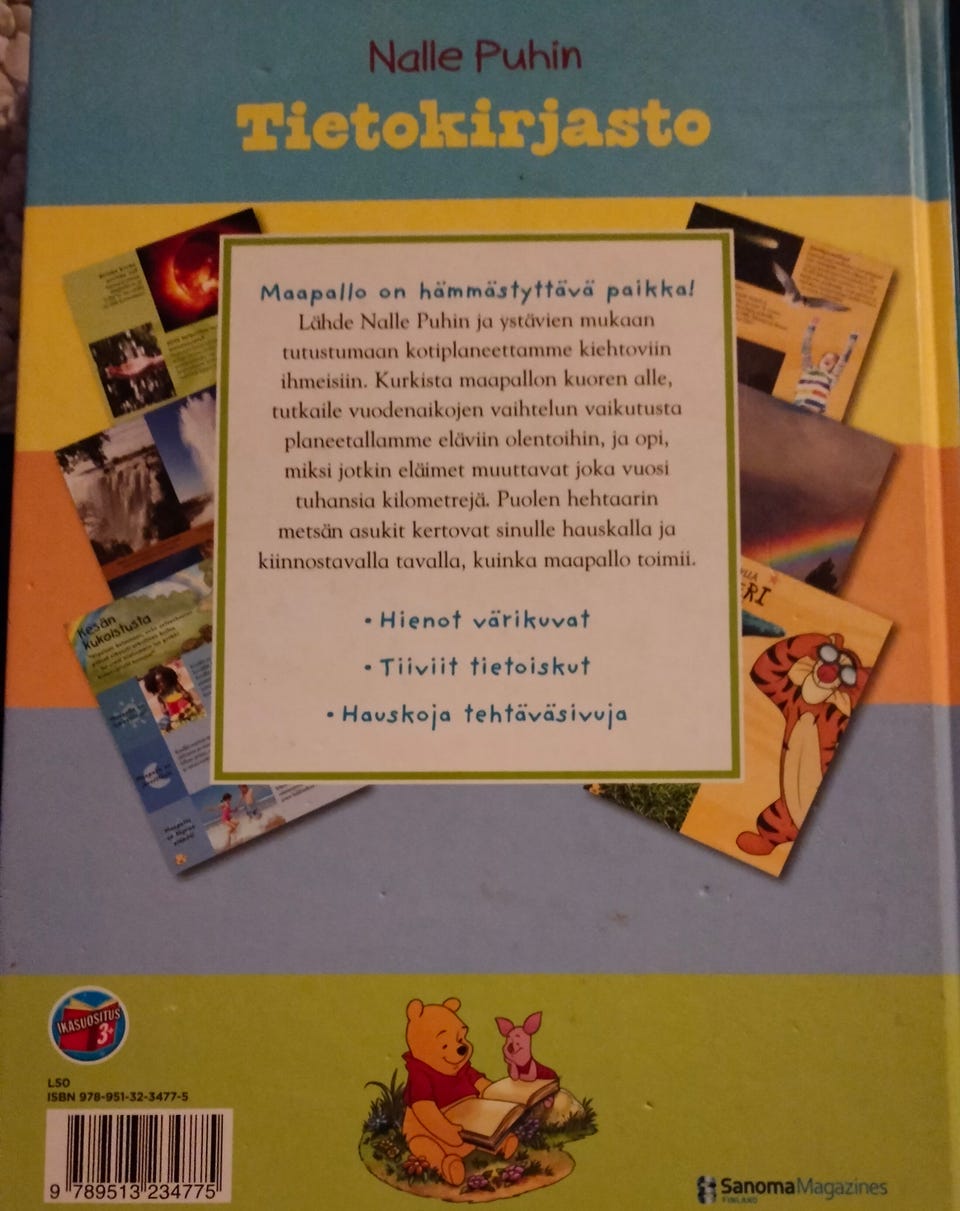 Nalle Puhin
Tietokirjasto
Maapallo on hämmästyttävä paikka!
Lähde Nalle Puhin ja ystävien mukaan
tutustumaan kotiplaneettamme kiehtoviin
ihmeisiin. Kurkista maapallon kuoren alle,
tutkaile vuodenaikojen vaihtelun vaikutusta
planeetallamme eläviin olentoihin, ja opi,
miksi jotkin eläimet muuttavat joka vuosi
tuhansia kilometrejä. Puolen hehtaarin
metsän asukit kertovat sinulle hauskalla ja
kiinnostavalla tavalla, kuinka maapallo toimii.
• Hienot värikuvat
• Tiiviit tietoiskut
• Hauskoja tehtäväsivuja
Kesän
kukoistusta
IKÄSUOSITUS
3+
LSO
ISBN 978-951-32-3477-5
9 789513 234775
SanomaMagazines
FINLAND